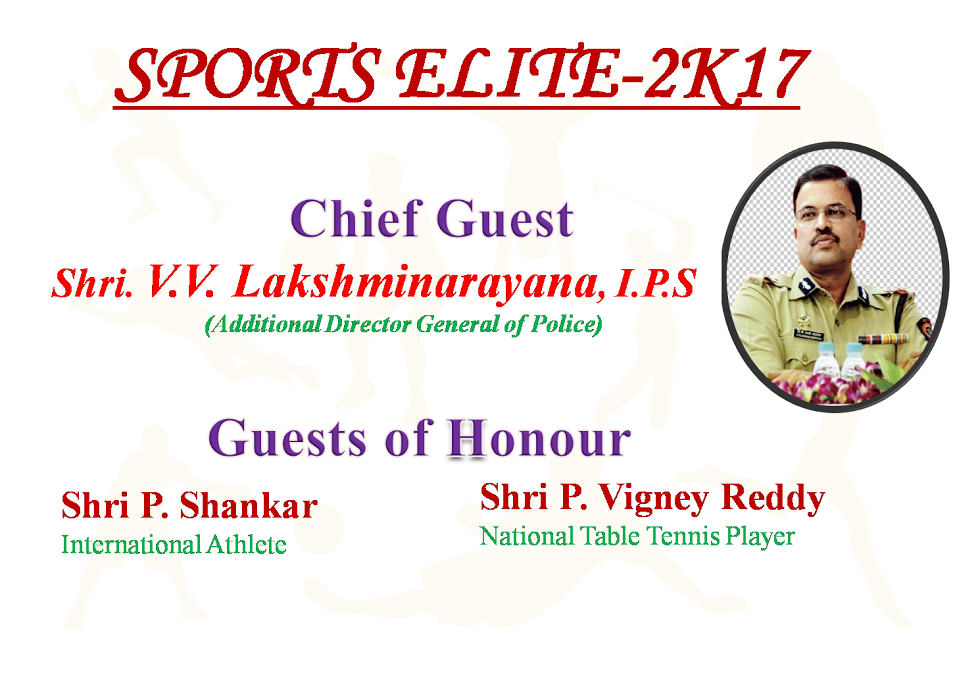 SPORTS ELITE-2K17
Chief Guest
Shri. V.V. Lakshminarayana, I.P.S
(Additional Director General of Police)
Guests of Honour
Shri P. Shankar
International Athlete
Shri P. Vigney Reddy
National Table Tennis Player